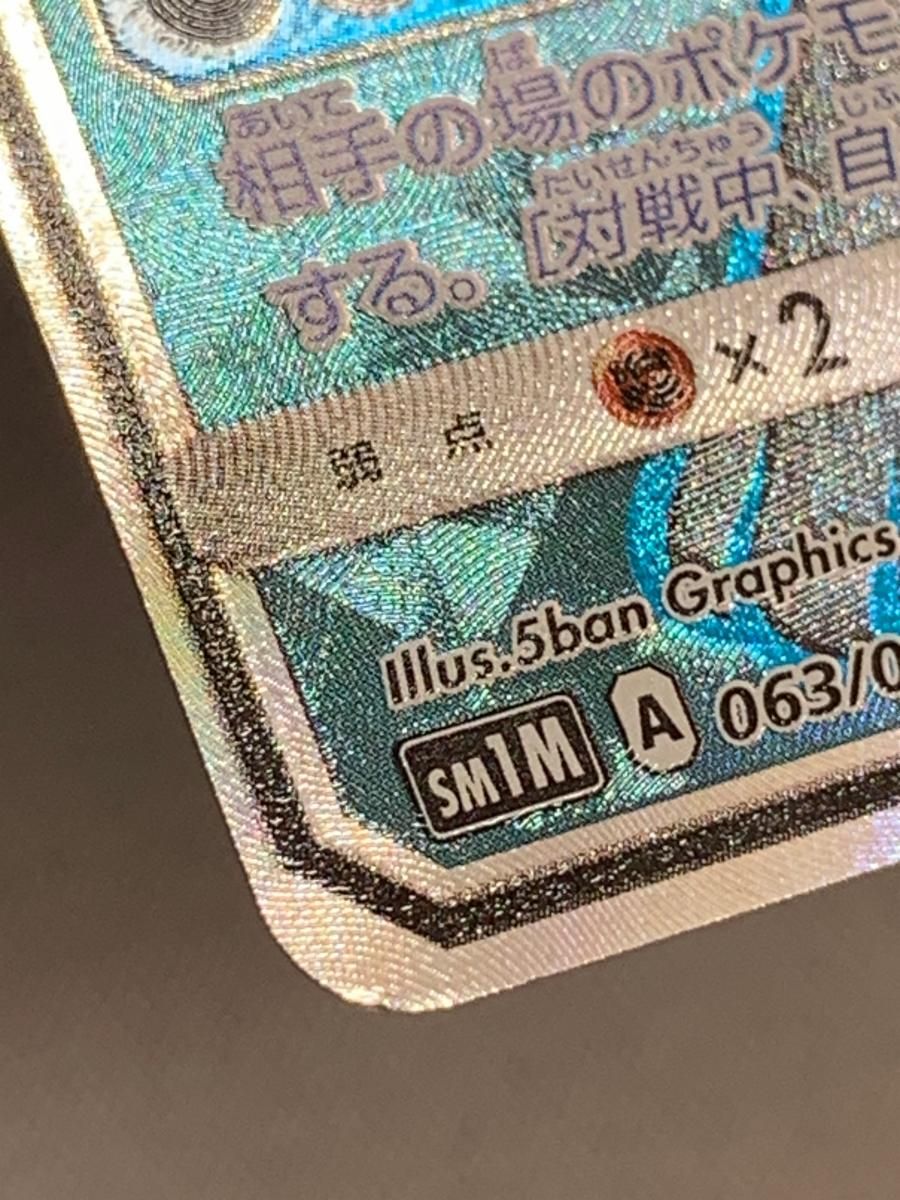 あいて ば
相手の場のポケモ
たいせんちゅう じぶ
する。[対戦中、自
弱点 ×2
Illus.5ban Graphics
SM1M A 063/0